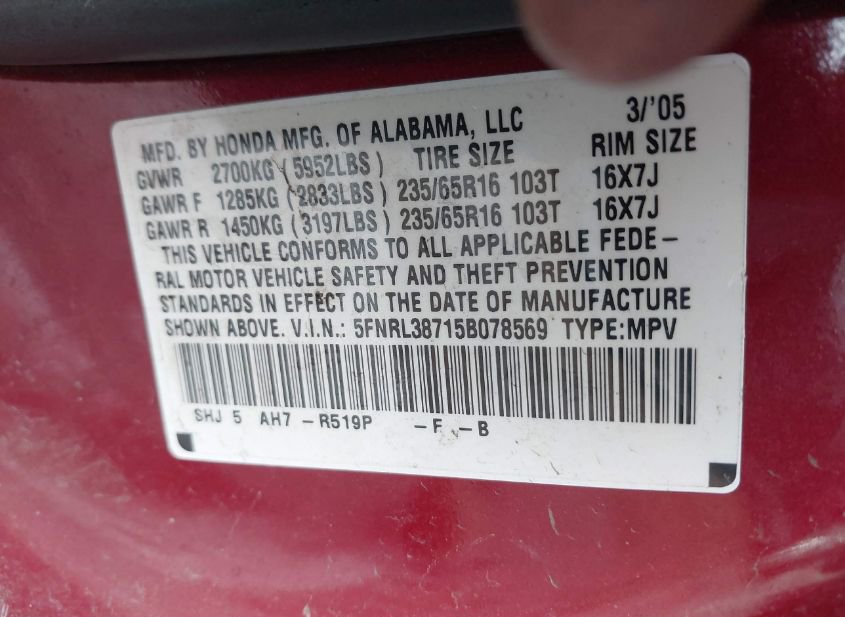 MFD. BY HONDA MFG. OF ALABAMA, LLC 3/'05
GVWR 2700KG (5952LBS) TIRE SIZE RIM SIZE
GAWR F 1285KG (2833LBS) 235/65R16 103T 16X7J
GAWR R 1450KG (3197LBS) 235/65R16 103T 16X7J
THIS VEHICLE CONFORMS TO ALL APPLICABLE FEDE-
RAL MOTOR VEHICLE SAFETY AND THEFT PREVENTION
STANDARDS IN EFFECT ON THE DATE OF MANUFACTURE
SHOWN ABOVE. V.I.N.: 5FNRL38715B078569 TYPE:MPV
SHJ 5 AH7 -R519P -F -B